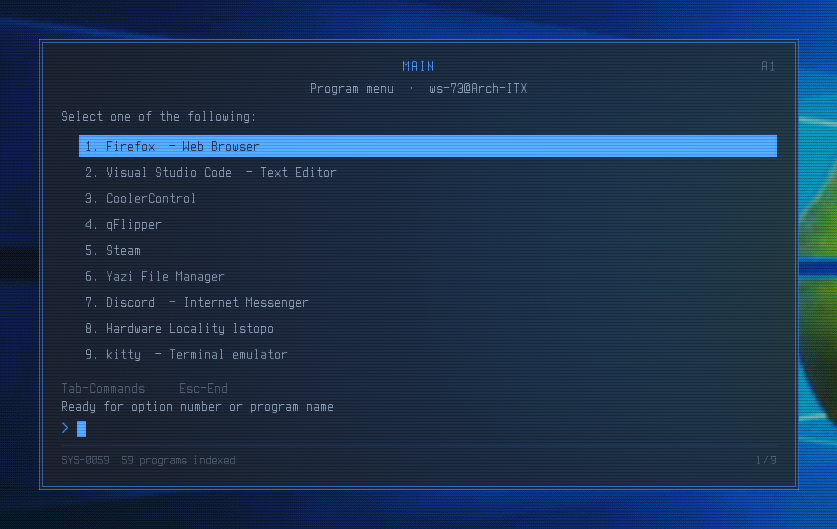 MAIN A1
Program menu · ws-73@Arch-ITX
Select one of the following:
1. Firefox - Web Browser
2. Visual Studio Code - Text Editor
3. CoolerControl
4. qFlipper
5. Steam
6. Yazi File Manager
7. Discord - Internet Messenger
8. Hardware Locality lstopo
9. kitty - Terminal emulator
Tab-Commands Esc-End
Ready for option number or program name
>
SYS-0059 59 programs indexed 1/9